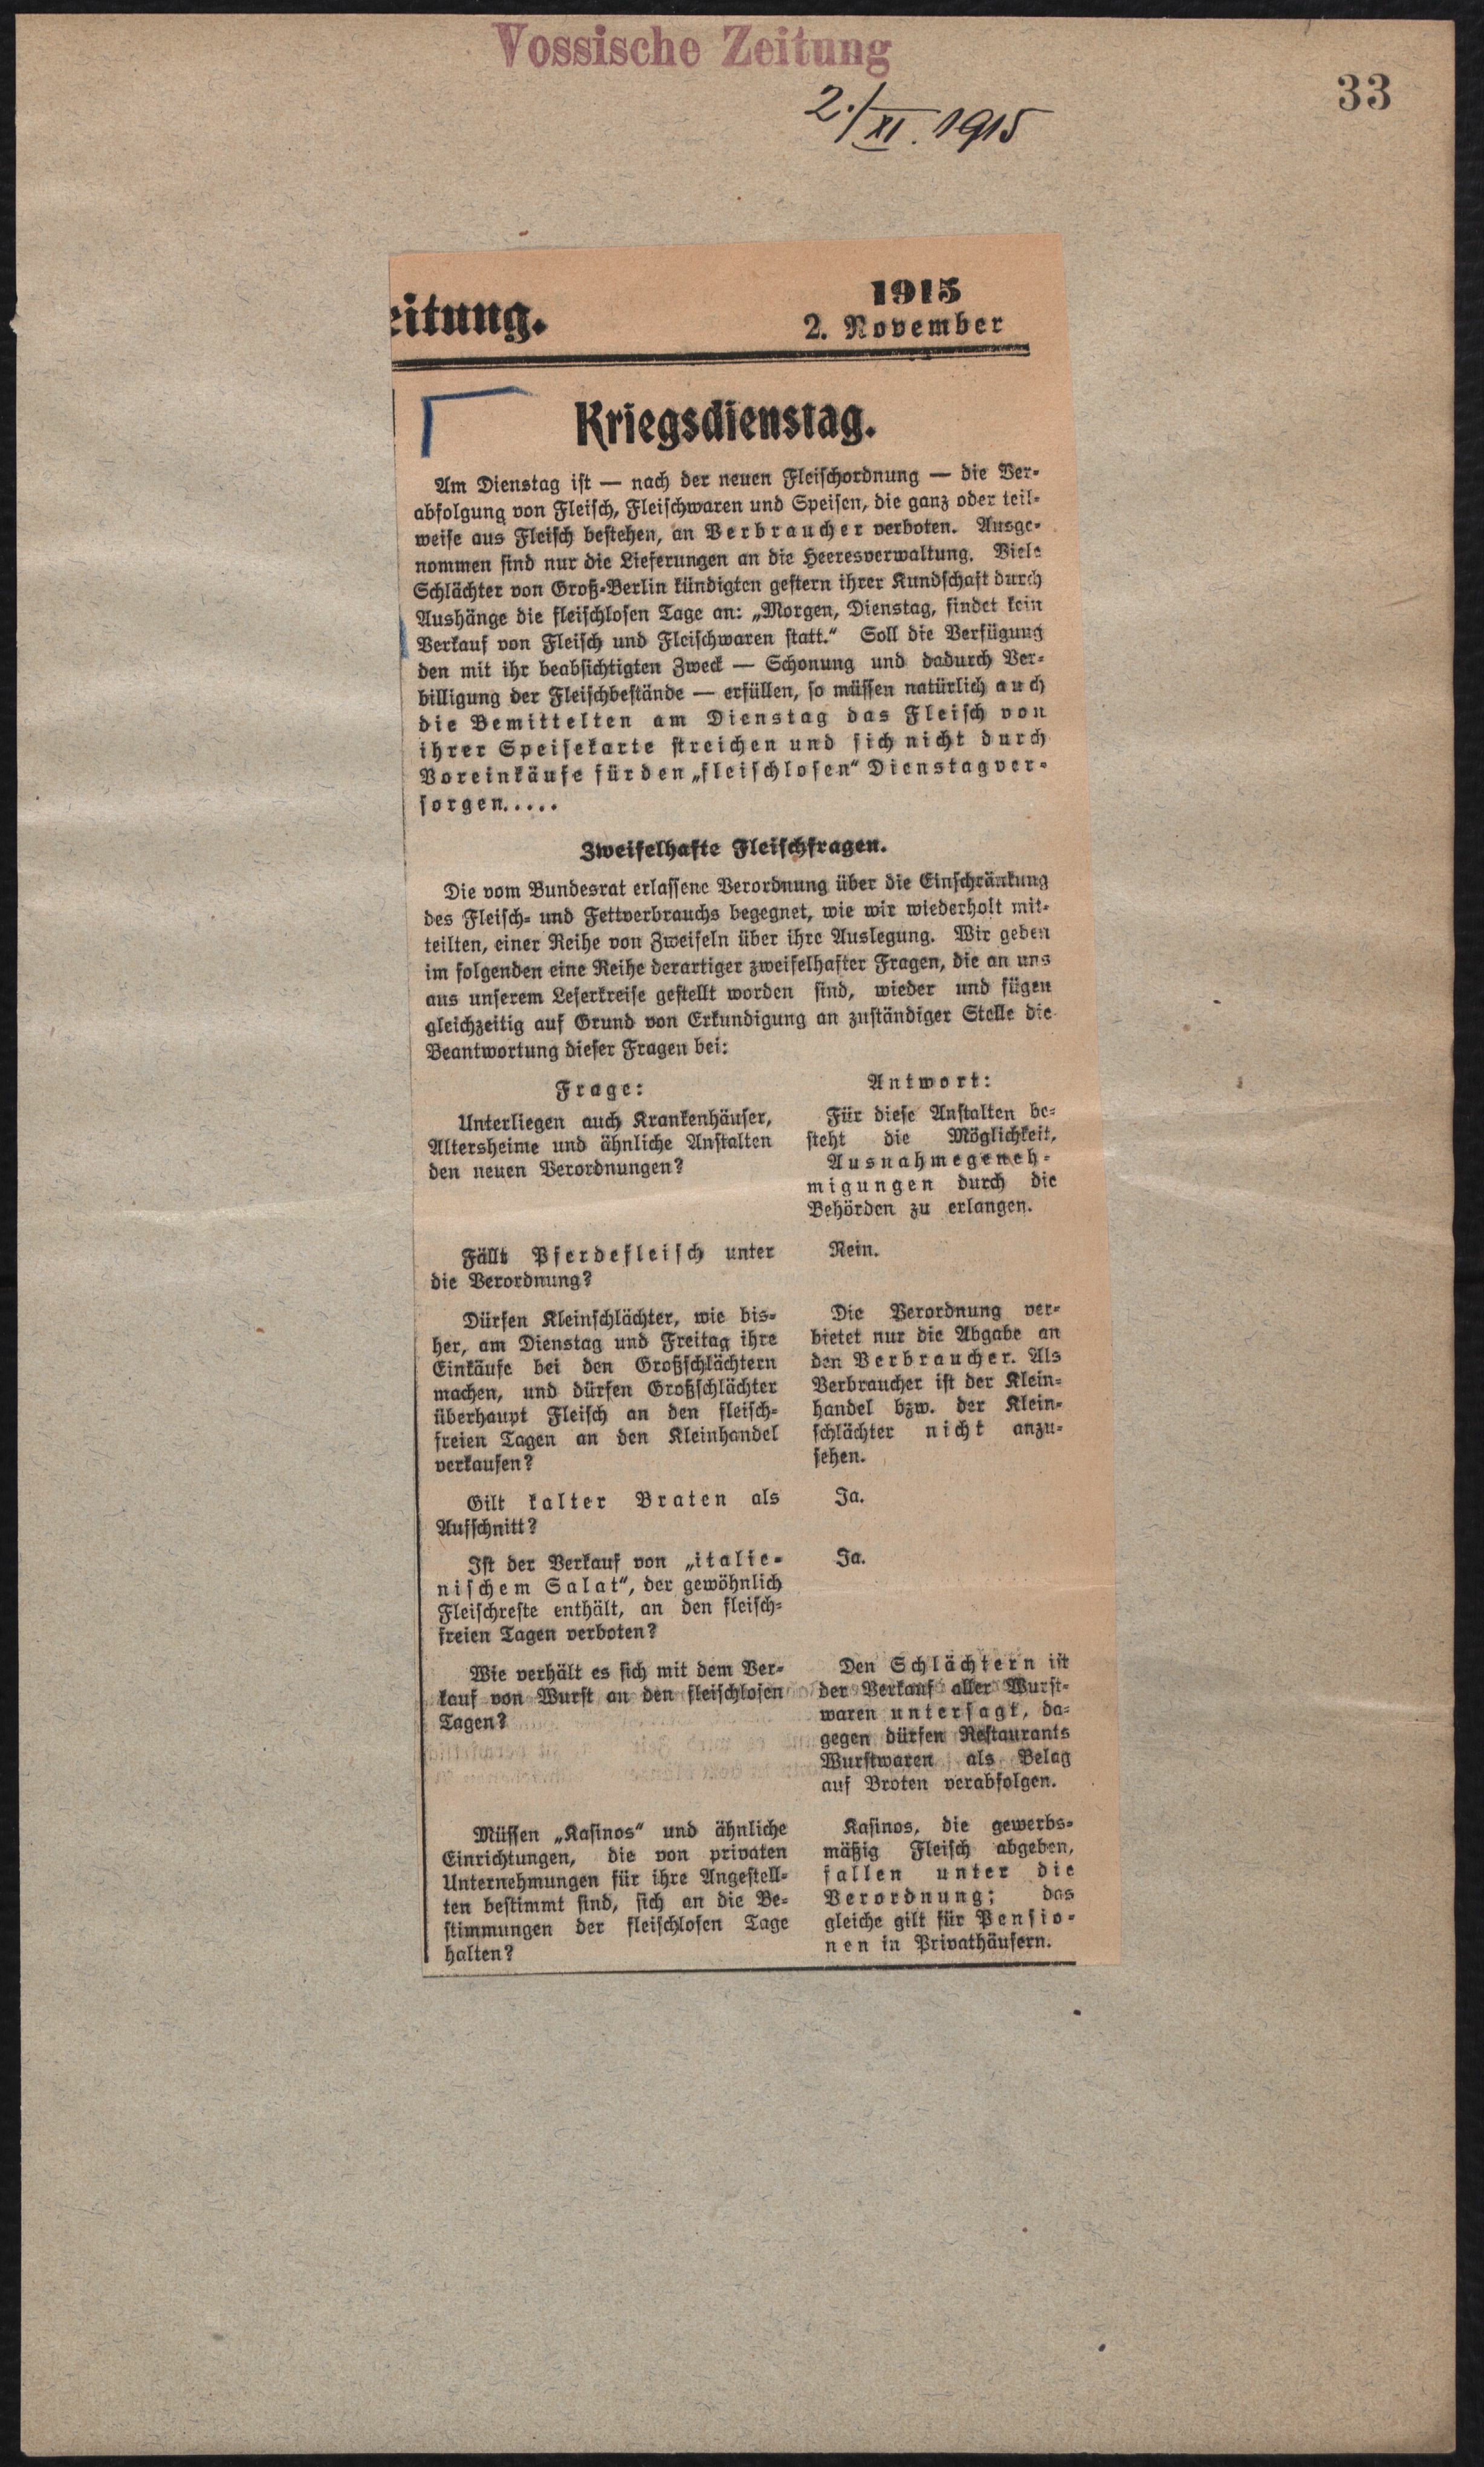 Vossische Zeitung
33
2./XI. 1915
eitung.
1915
2. November
Kriegsdienstag.
Am Dienstag ist — nach der neuen Fleischordnung — die Ver-
abfolgung von Fleisch, Fleischwaren und Speisen, die ganz oder teil-
weise aus Fleisch bestehen, an Verbraucher verboten. Ausge-
nommen sind nur die Lieferungen an die Heeresverwaltung. Viele
Schlächter von Groß-Berlin kündigten gestern ihrer Kundschaft durch
Aushänge die fleischlosen Tage an: „Morgen, Dienstag, findet kein
Verkauf von Fleisch und Fleischwaren statt.“ Soll die Verfügung
den mit ihr beabsichtigten Zweck — Schonung und dadurch Ver-
billigung der Fleischbestände — erfüllen, so müssen natürlich auch
die Bemittelten am Dienstag das Fleisch von
ihrer Speisekarte streichen und sich nicht durch
Voreinkäufe für den „fleischlosen“ Dienstag ver-
sorgen.....
Zweifelhafte Fleischfragen.
Die vom Bundesrat erlassene Verordnung über die Einschränkung
des Fleisch- und Fettverbrauchs begegnet, wie wir wiederholt mit-
teilten, einer Reihe von Zweifeln über ihre Auslegung. Wir geben
im folgenden eine Reihe derartiger zweifelhafter Fragen, die an uns
aus unserem Leserkreise gestellt worden sind, wieder und fügen
gleichzeitig auf Grund von Erkundigung an zuständiger Stelle die
Beantwortung dieser Fragen bei:
Frage:
Unterliegen auch Krankenhäuser,
Altersheime und ähnliche Anstalten
den neuen Verordnungen?
Antwort:
Für diese Anstalten be-
steht die Möglichkeit,
Ausnahmegeneh-
migungen durch die
Behörden zu erlangen.
Fällt Pferdefleisch unter
die Verordnung?
Nein.
Dürfen Kleinschlächter, wie bis-
her, am Dienstag und Freitag ihre
Einkäufe bei den Großschlächtern
machen, und dürfen Großschlächter
überhaupt Fleisch an den fleisch-
freien Tagen an den Kleinhandel
verkaufen?
Die Verordnung ver-
bietet nur die Abgabe an
den Verbraucher. Als
Verbraucher ist der Klein-
handel bzw. der Klein-
schlächter nicht anzu-
sehen.
Gilt kalter Braten als
Aufschnitt?
Ja.
Ist der Verkauf von „italie-
nischem Salat“, der gewöhnlich
Fleischreste enthält, an den fleisch-
freien Tagen verboten?
Ja.
Wie verhält es sich mit dem Ver-
kauf von Wurst an den fleischlosen
Tagen?
Den Schlächtern ist
der Verkauf aller Wurst-
waren untersagt, da-
gegen dürfen Restaurants
Wurstwaren als Belag
auf Broten verabfolgen.
Müssen „Kasinos“ und ähnliche
Einrichtungen, die von privaten
Unternehmungen für ihre Angestell-
ten bestimmt sind, sich an die Be-
stimmungen der fleischlosen Tage
halten?
Kasinos, die gewerbs-
mäßig Fleisch abgeben,
fallen unter die
Verordnung; das
gleiche gilt für Pensio-
nen in Privathäusern.